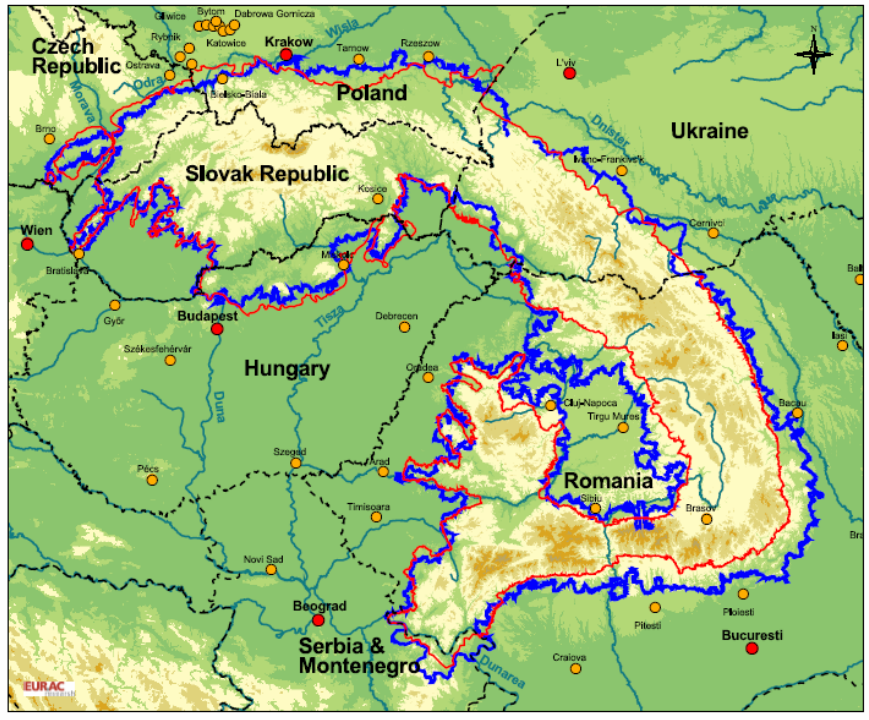 Gliwice
Bytom
Dabrowa Gornicza
Wisla
Rybnik
Katowice
Krakow
Tarnow
Rzeszow
Czech
Republic
Ostrava
Odra
Bielsko-Biala
Poland
L'viv
Morava
Brno
Dnister
Ukraine
Ivano-Frankivs'k
Slovak Republic
Kosice
Cernivci
Wien
Bratislava
Budapest
Győr
Tisza
Debrecen
Iasi
Székesfehérvár
Hungary
Oradea
Duna
Cluj-Napoca
Tirgu Mures
Bacau
Szeged
Arad
Pécs
Romania
Sibiu
Brasov
Timisoara
Novi Sad
Beograd
Serbia &
Montenegro
Pitesti
Ploiesti
Bucuresti
Dunarea
Craiova
EURAC
research
N